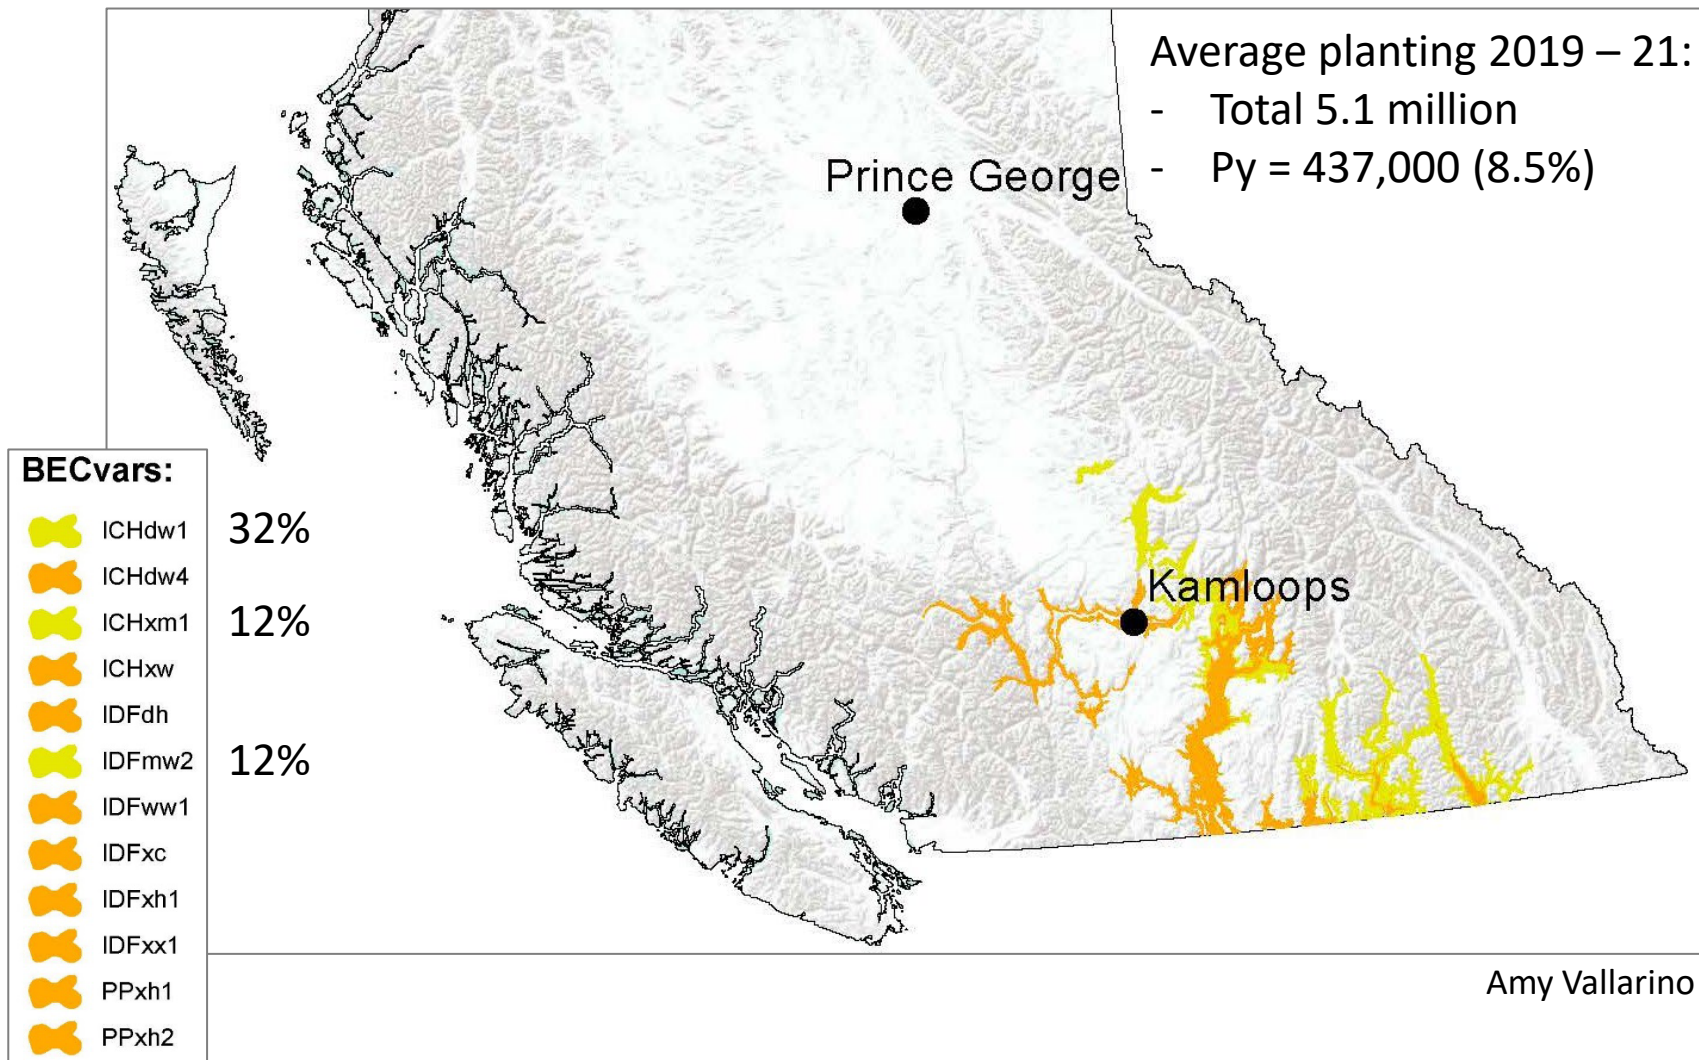 Average planting 2019 – 21:
- Total 5.1 million
- Py = 437,000 (8.5%)
Prince George
Kamloops
BECvars:
ICHdw1 32%
ICHdw4
ICHxm1 12%
ICHxw
IDFdh
IDFmw2 12%
IDFww1
IDFxc
IDFxh1
IDFxx1
PPxh1
PPxh2
Amy Vallarino